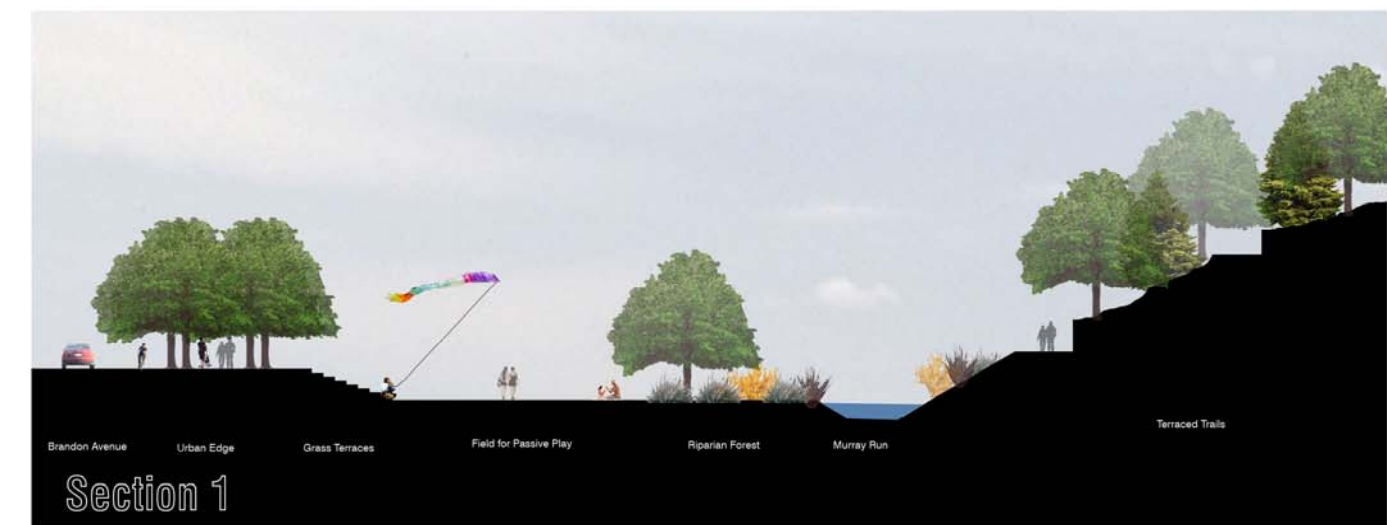 Brandon Avenue
Urban Edge
Grass Terraces
Field for Passive Play
Riparian Forest
Murray Run
Terraced Trails
Section 1